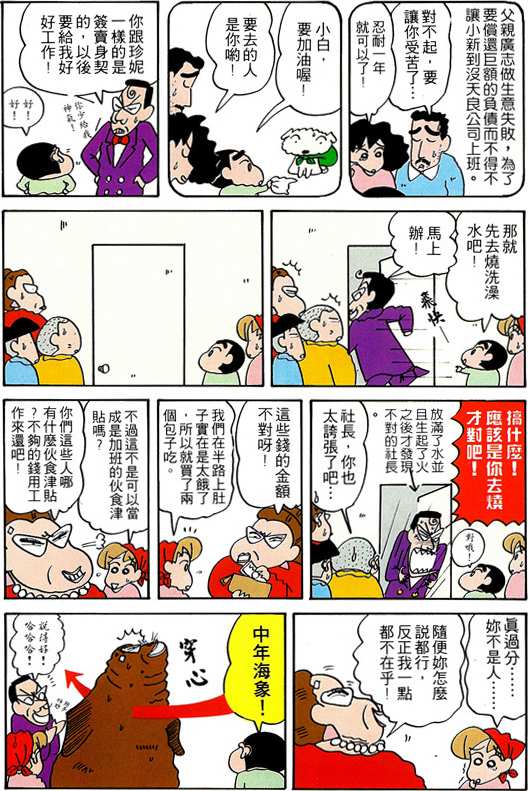 父親廣志做生意失敗，為了
要償還巨額的負債而不得不
讓小新到沒天良公司上班。
對不起，要
讓你受苦了…
忍耐一年
就可以了！
小白，
要加油喔！
要去的人
是你喲！
你跟珍妮
一樣的是
簽賣身契
的，以後
要給我好
好工作！
你少給我
神氣！
好！
好！
那就
先去燒洗澡
水吧！
馬上
辦！
爽快
搞什麼！
應該是你去燒
才對吧！
對哦！
放滿了水並
且生起了火
之後才發現
不對的社長
社長，你也
太誇張了吧…
這些錢的金額
不對呀！
我們在半路上肚
子實在是太餓了
，所以就買了兩
個包子吃。
不過這不是可以當
成是加班的伙食津
貼嗎？
你們這些人哪
有什麼伙食津貼
？不夠的錢用工
作來還吧！
真過分……
妳不是人……
隨便妳怎麼
說都行，
反正我一點
都不在乎！
中年海象！
穿心
說得好！
哈哈哈！